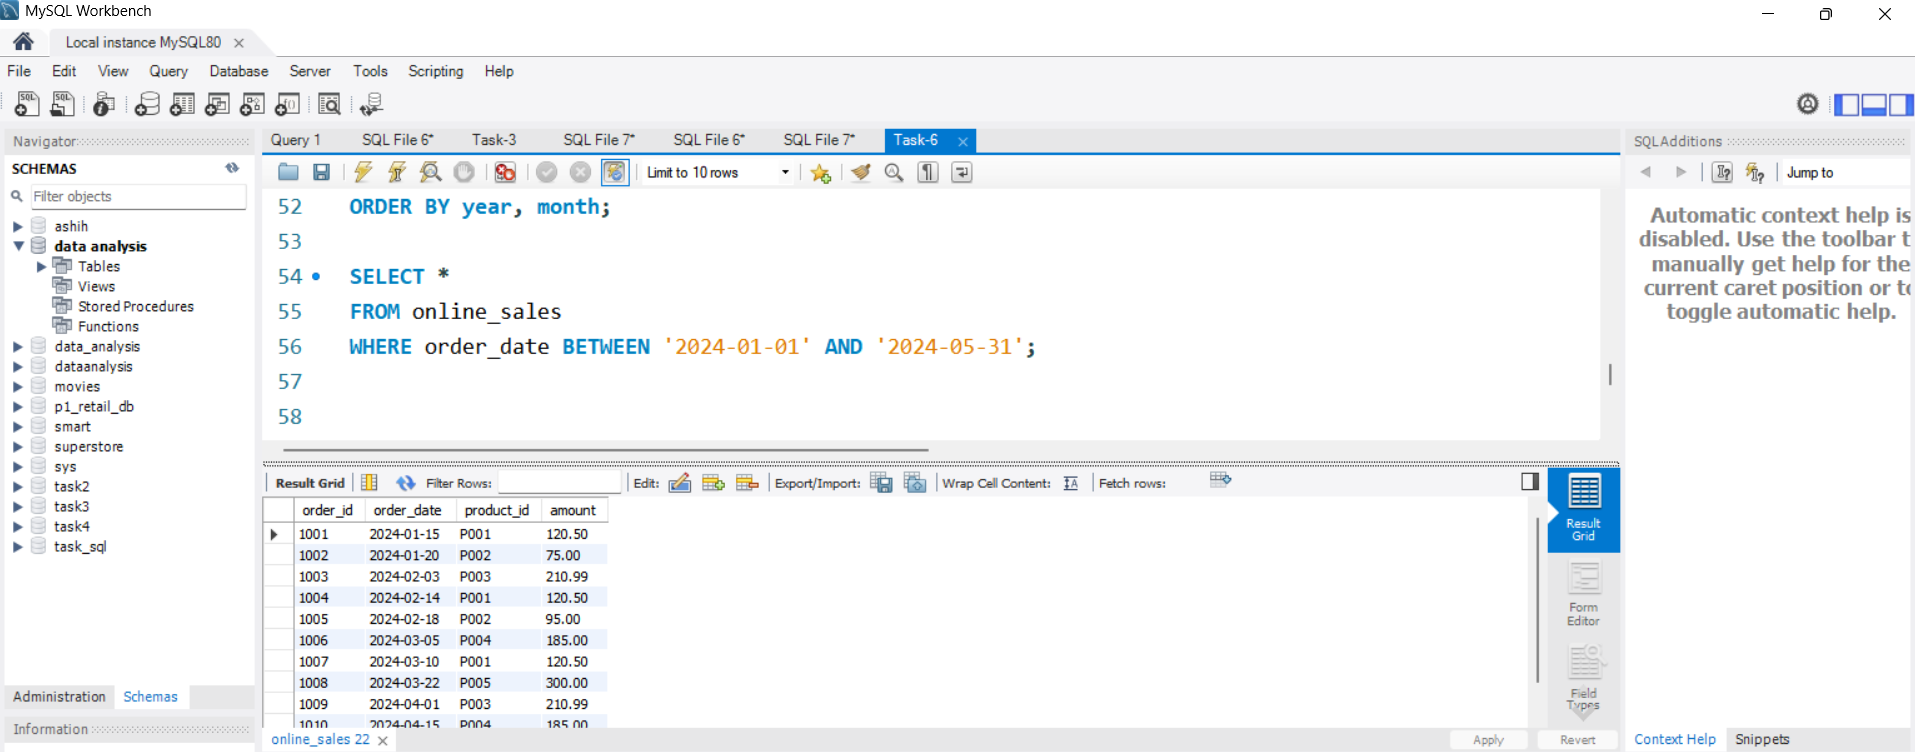 MySQL Workbench
Local instance MySQL80
File Edit View Query Database Server Tools Scripting Help
Navigator
SCHEMAS
Filter objects
ashih
data analysis
Tables
Views
Stored Procedures
Functions
data_analysis
dataanalysis
movies
p1_retail_db
smart
superstore
sys
task2
task3
task4
task_sql
Administration Schemas
Information
Query 1 SQL File 6* Task-3 SQL File 7* SQL File 6* SQL File 7* Task-6
Limit to 10 rows
52 ORDER BY year, month;
53
54 SELECT *
55 FROM online_sales
56 WHERE order_date BETWEEN '2024-01-01' AND '2024-05-31';
57
58
Result Grid Filter Rows: Edit: Export/Import: Wrap Cell Content: Fetch rows:
order_id order_date product_id amount
1001 2024-01-15 P001 120.50
1002 2024-01-20 P002 75.00
1003 2024-02-03 P003 210.99
1004 2024-02-14 P001 120.50
1005 2024-02-18 P002 95.00
1006 2024-03-05 P004 185.00
1007 2024-03-10 P001 120.50
1008 2024-03-22 P005 300.00
1009 2024-04-01 P003 210.99
1010 2024-04-15 P004 185.00
Result
Grid
Form
Editor
Field
Types
online_sales 22
Apply Revert
SQLAdditions
Jump to
Automatic context help is
disabled. Use the toolbar t
manually get help for the
current caret position or to
toggle automatic help.
Context Help Snippets